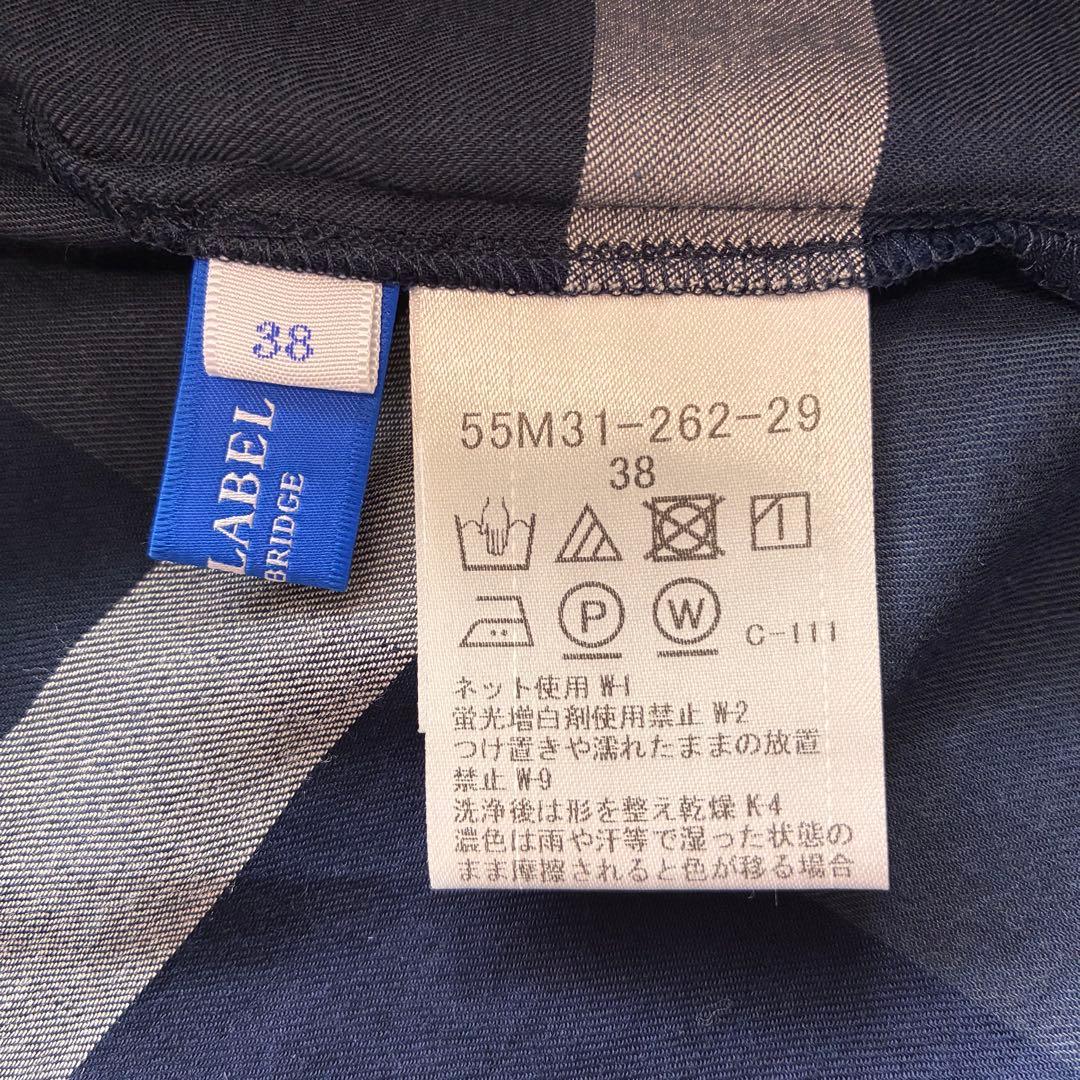 38
LABEL
BRIDGE
55M31-262-29
38
P W C-111
ネット使用 W-1
蛍光増白剤使用禁止 W-2
つけ置きや濡れたままの放置
禁止 W-9
洗浄後は形を整え乾燥 K-4
濃色は雨や汗等で湿った状態の
まま摩擦されると色が移る場合